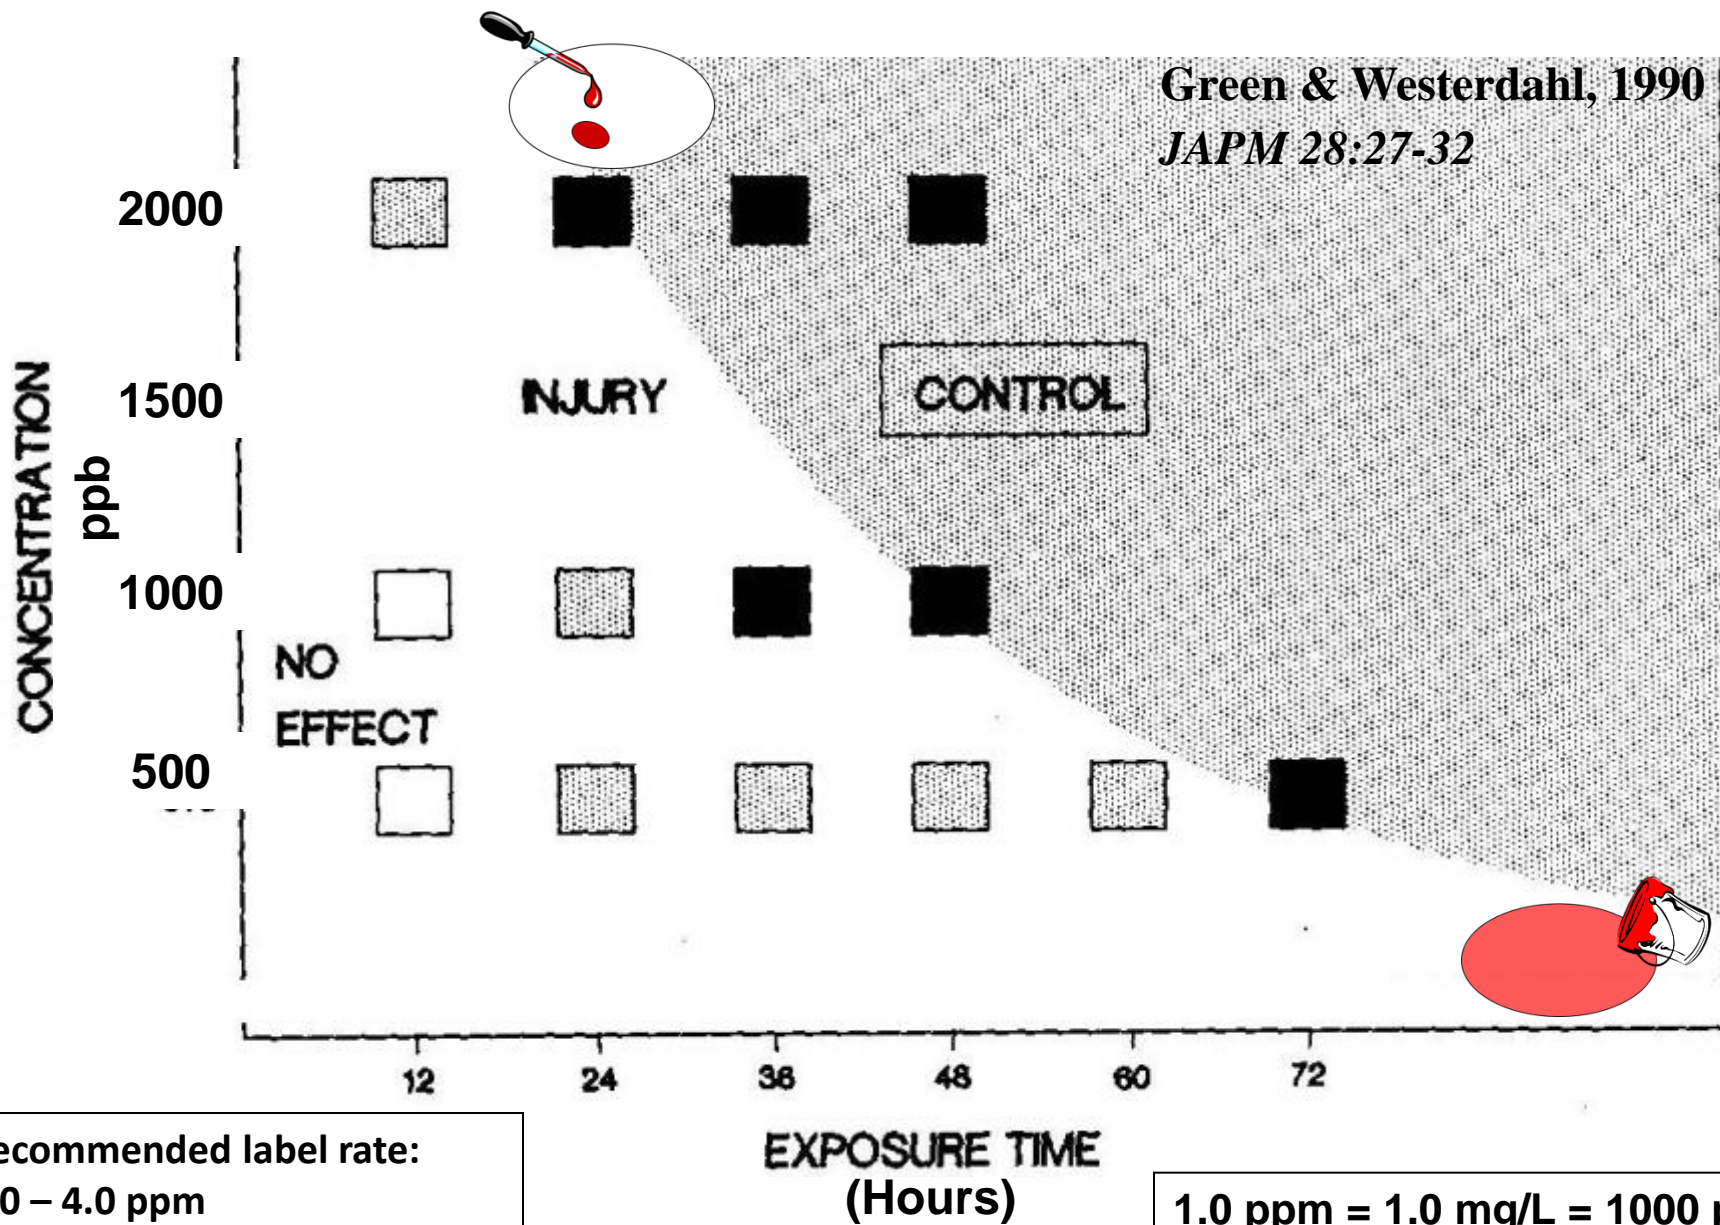 Green & Westerdahl, 1990
JAPM 28:27-32
2000
1500
1000
500
CONCENTRATION
ppb
INJURY
CONTROL
NO
EFFECT
12 24 36 48 60 72
EXPOSURE TIME
(Hours)
ecommended label rate:
0 – 4.0 ppm
1.0 ppm = 1.0 mg/L = 1000